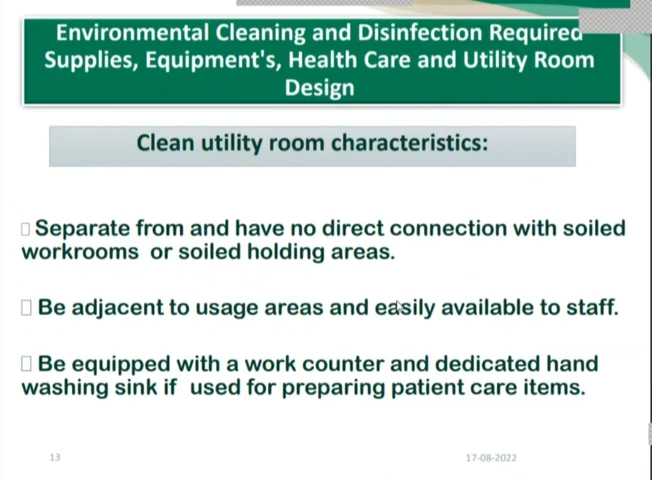 Environmental Cleaning and Disinfection Required
Supplies, Equipment's, Health Care and Utility Room
Design
Clean utility room characteristics:
Separate from and have no direct connection with soiled
workrooms or soiled holding areas.
Be adjacent to usage areas and easily available to staff.
Be equipped with a work counter and dedicated hand
washing sink if used for preparing patient care items.
13
17-08-2022